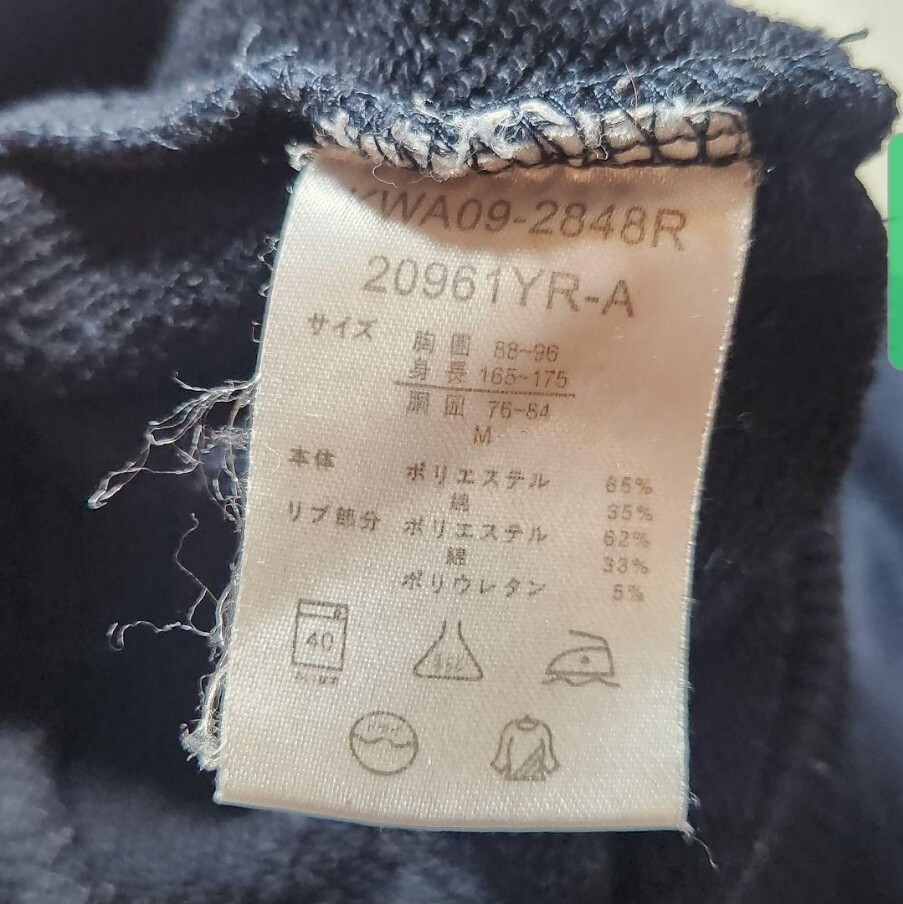 KWA09-2848R
20961YR-A
サイズ 胸囲 88~96
身長 165~175
胴囲 76~84
M
本体 ポリエステル 65%
綿 35%
リブ部分 ポリエステル 62%
綿 33%
ポリウレタン 5%
40